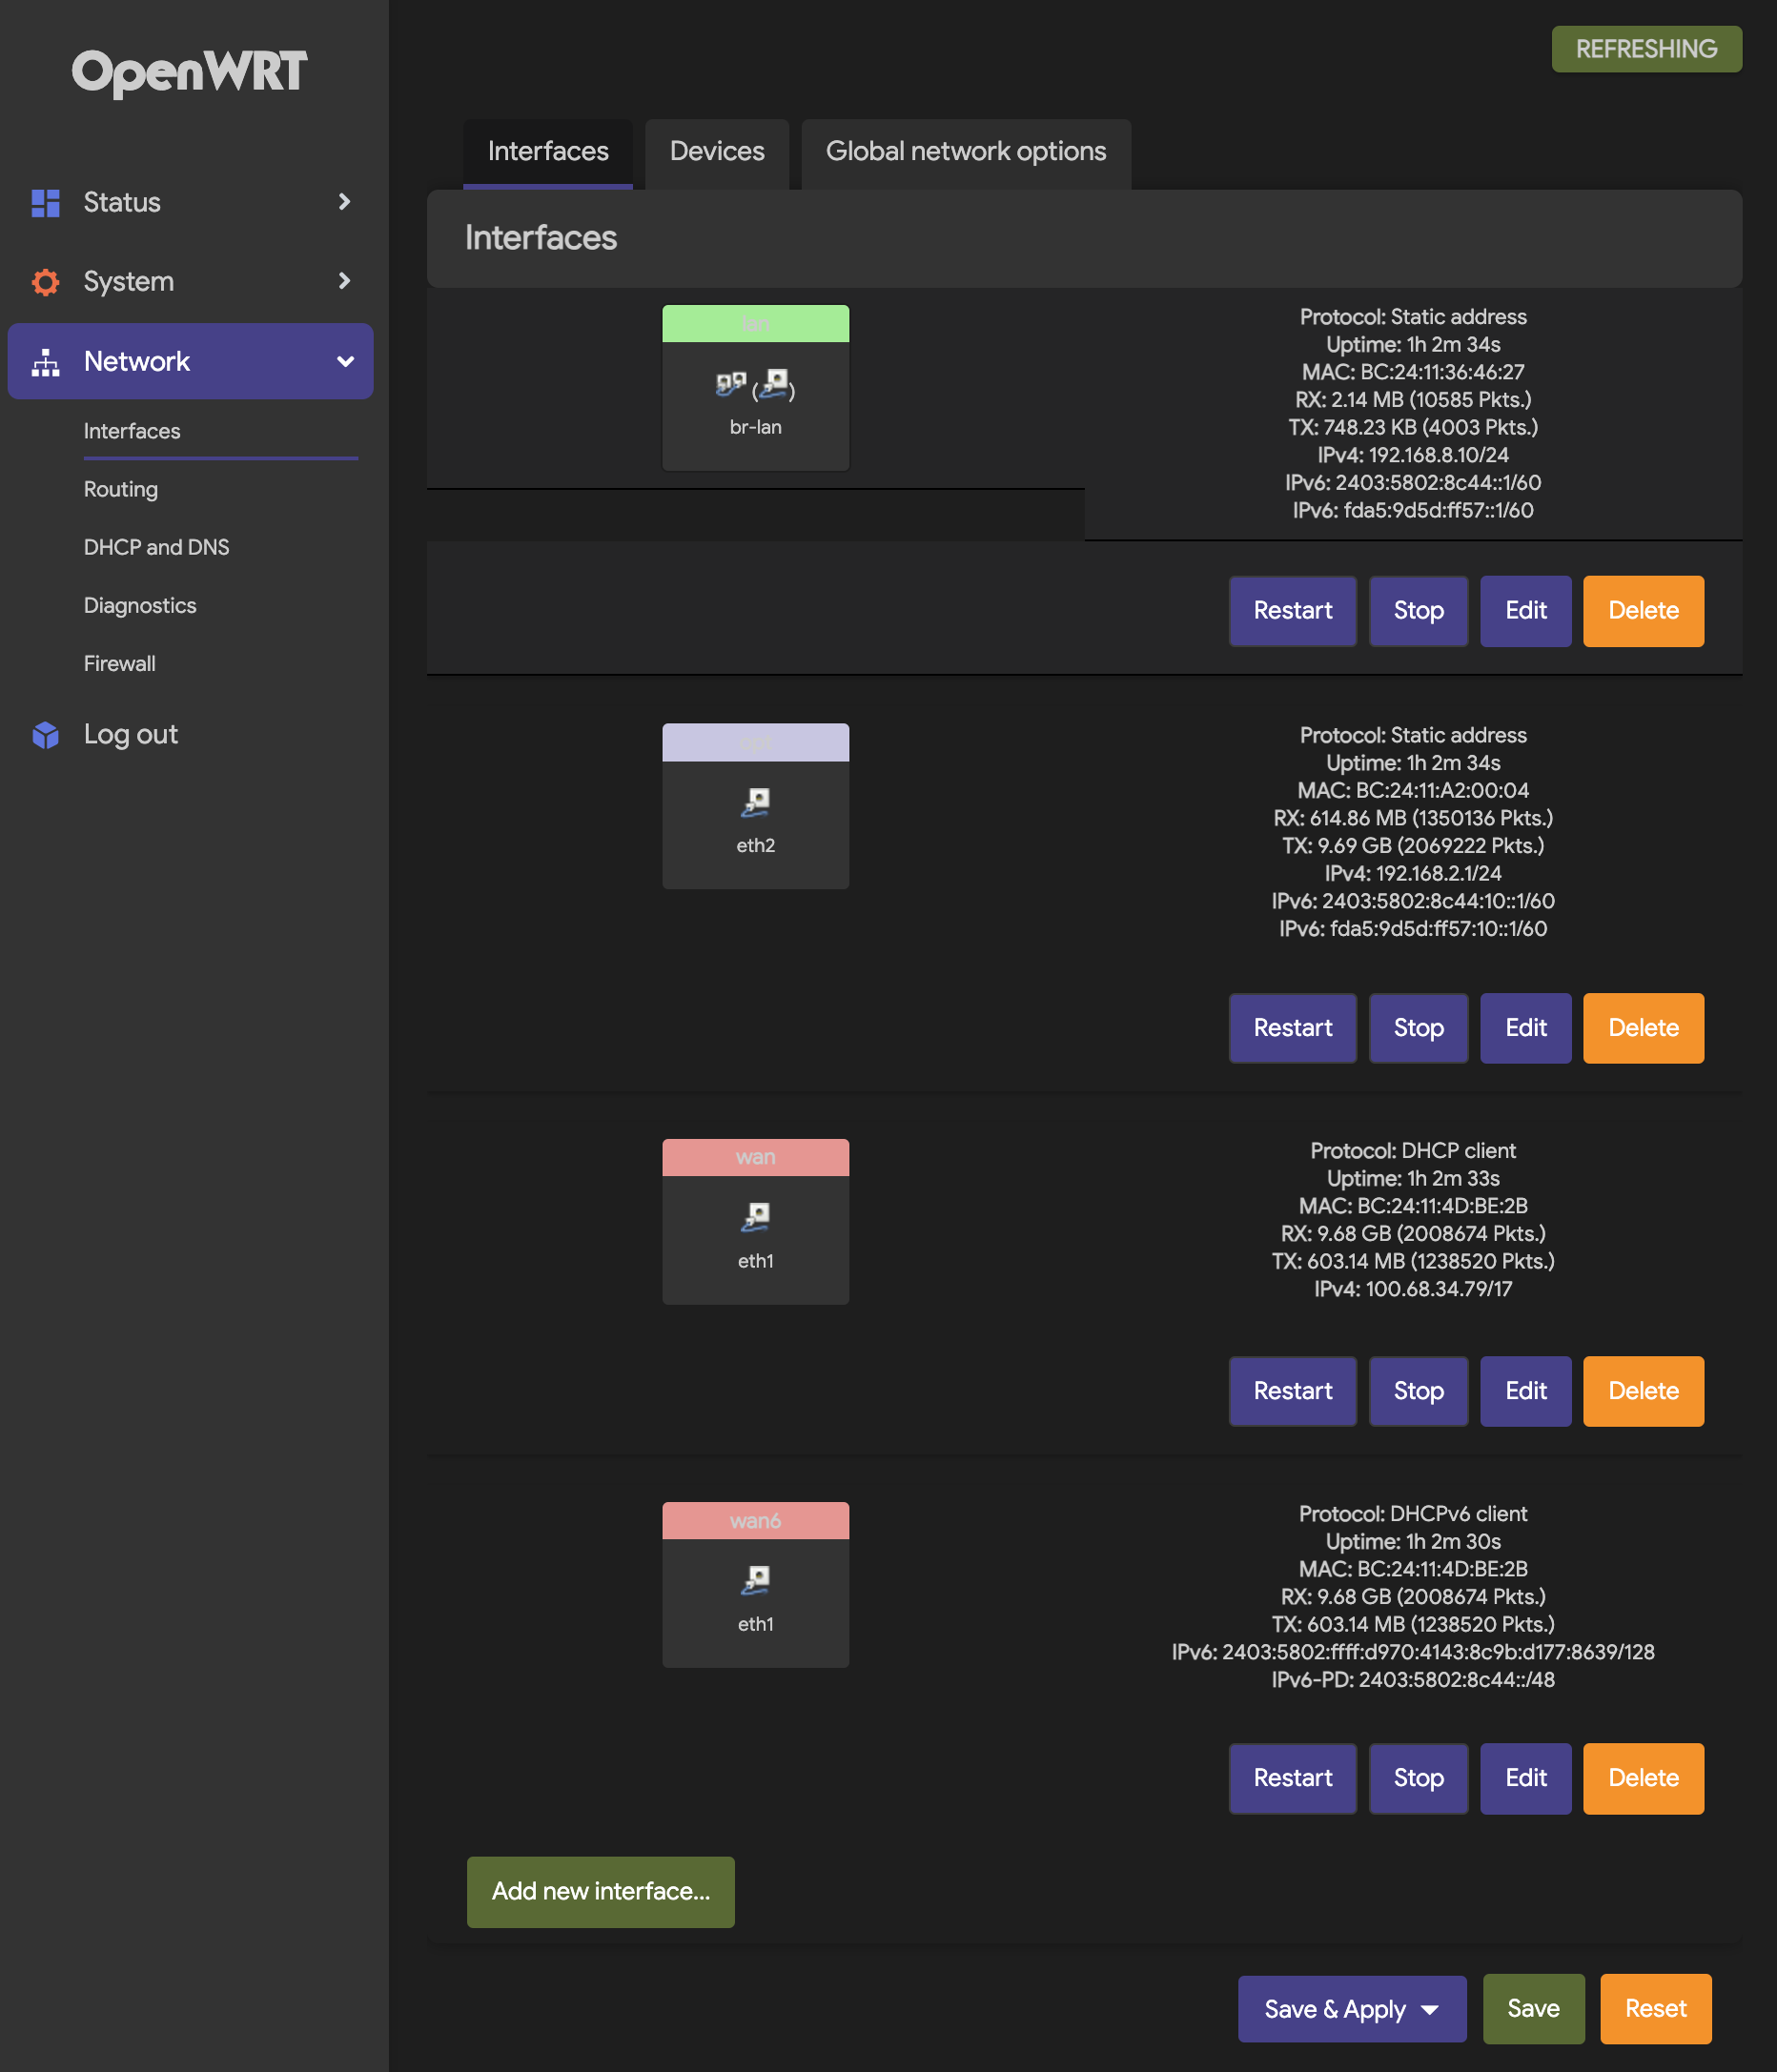 OpenWRT
REFRESHING
Status
System
Network
Interfaces
Routing
DHCP and DNS
Diagnostics
Firewall
Log out
Interfaces
Devices
Global network options
Interfaces
lan
( )
br-lan
Protocol: Static address
Uptime: 1h 2m 34s
MAC: BC:24:11:36:46:27
RX: 2.14 MB (10585 Pkts.)
TX: 748.23 KB (4003 Pkts.)
IPv4: 192.168.8.10/24
IPv6: 2403:5802:8c44::1/60
IPv6: fda5:9d5d:ff57::1/60
Restart
Stop
Edit
Delete
eth2
Protocol: Static address
Uptime: 1h 2m 34s
MAC: BC:24:11:A2:00:04
RX: 614.86 MB (1350136 Pkts.)
TX: 9.69 GB (2069222 Pkts.)
IPv4: 192.168.2.1/24
IPv6: 2403:5802:8c44:10::1/60
IPv6: fda5:9d5d:ff57:10::1/60
Restart
Stop
Edit
Delete
wan
eth1
Protocol: DHCP client
Uptime: 1h 2m 33s
MAC: BC:24:11:4D:BE:2B
RX: 9.68 GB (2008674 Pkts.)
TX: 603.14 MB (1238520 Pkts.)
IPv4: 100.68.34.79/17
Restart
Stop
Edit
Delete
wan6
eth1
Protocol: DHCPv6 client
Uptime: 1h 2m 30s
MAC: BC:24:11:4D:BE:2B
RX: 9.68 GB (2008674 Pkts.)
TX: 603.14 MB (1238520 Pkts.)
IPv6: 2403:5802:ffff:d970:4143:8c9b:d177:8639/128
IPv6-PD: 2403:5802:8c44::/48
Restart
Stop
Edit
Delete
Add new interface...
Save & Apply
Save
Reset